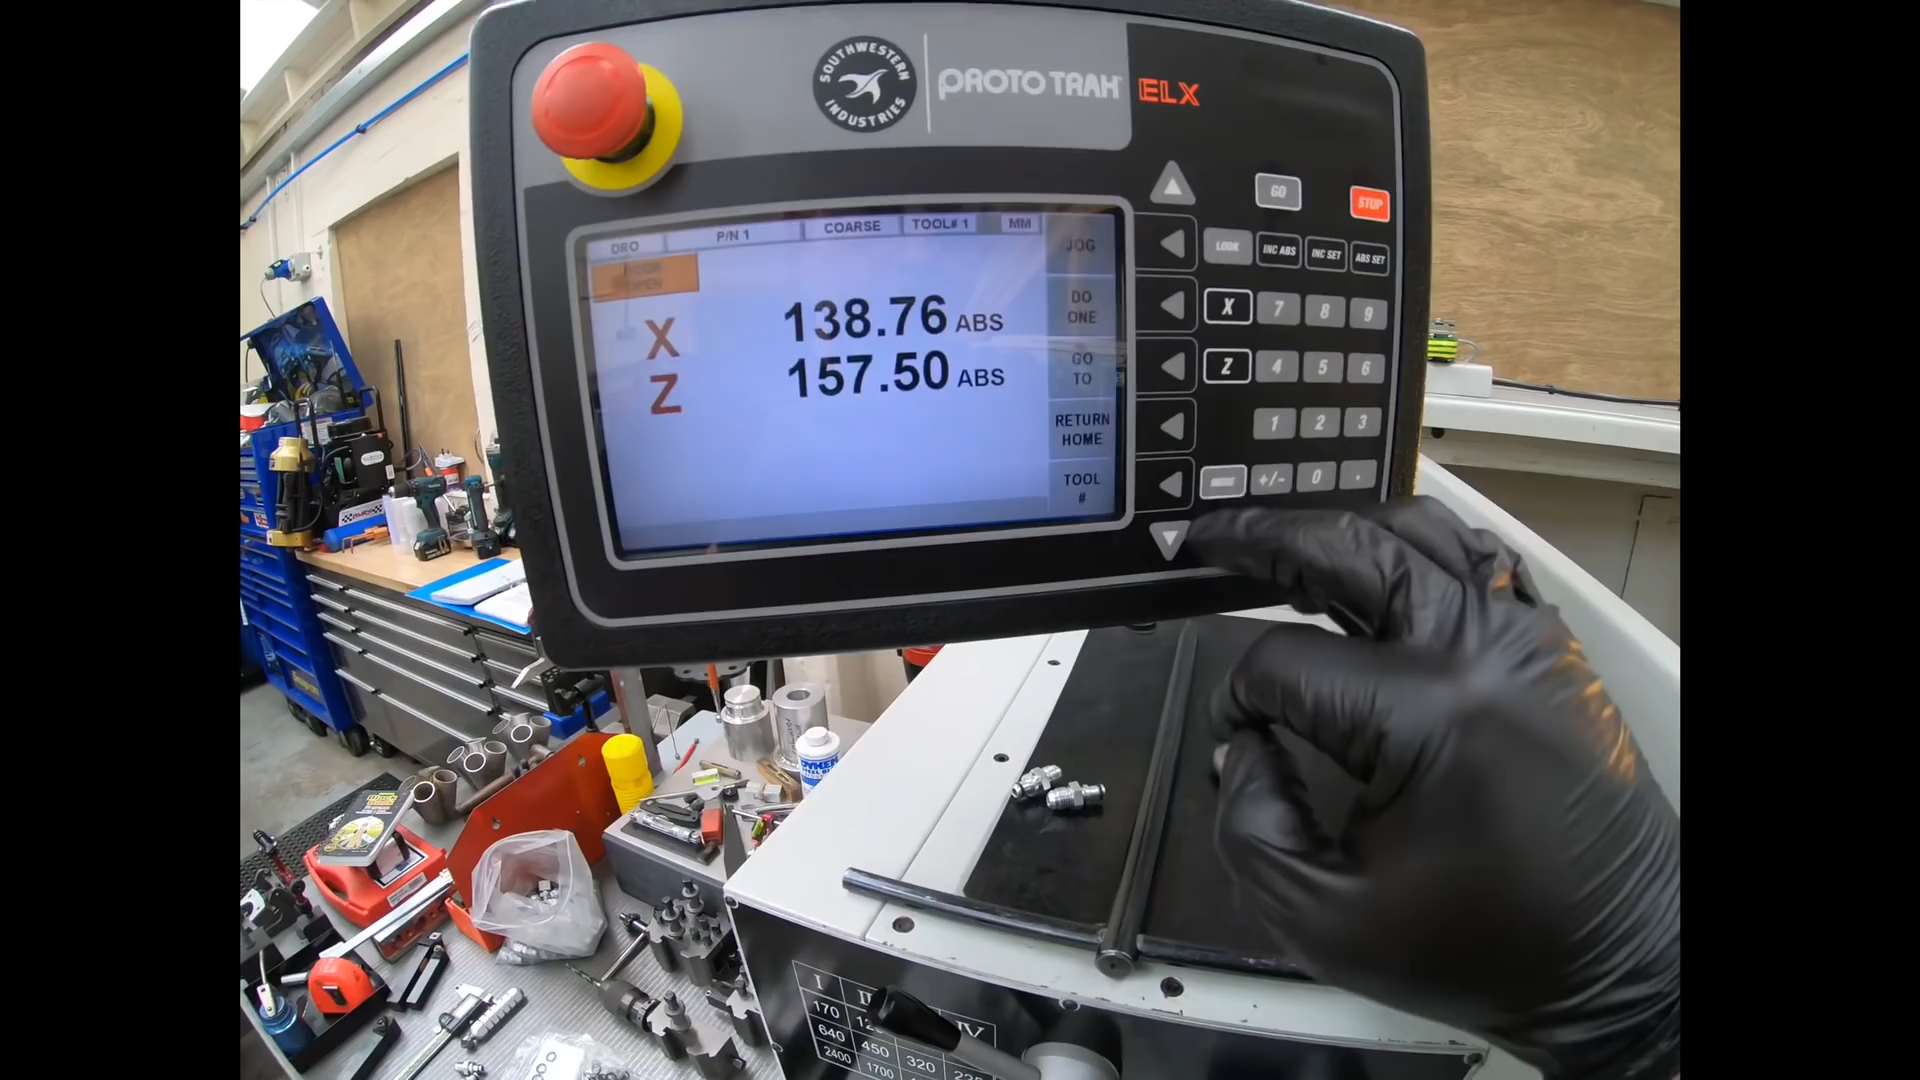 SOUTHWESTERN INDUSTRIES
PROTO TRAK ELX
DRO P/N 1 COARSE TOOL# 1 MM
X 138.76 ABS
Z 157.50 ABS
JOG
DO ONE
GO TO
RETURN HOME
TOOL #
GO STOP
LOOK INC ABS INC SET ABS SET
X 7 8 9
Z 4 5 6
1 2 3
+/- 0 .
I IV
170
640 450 320
2400 1700